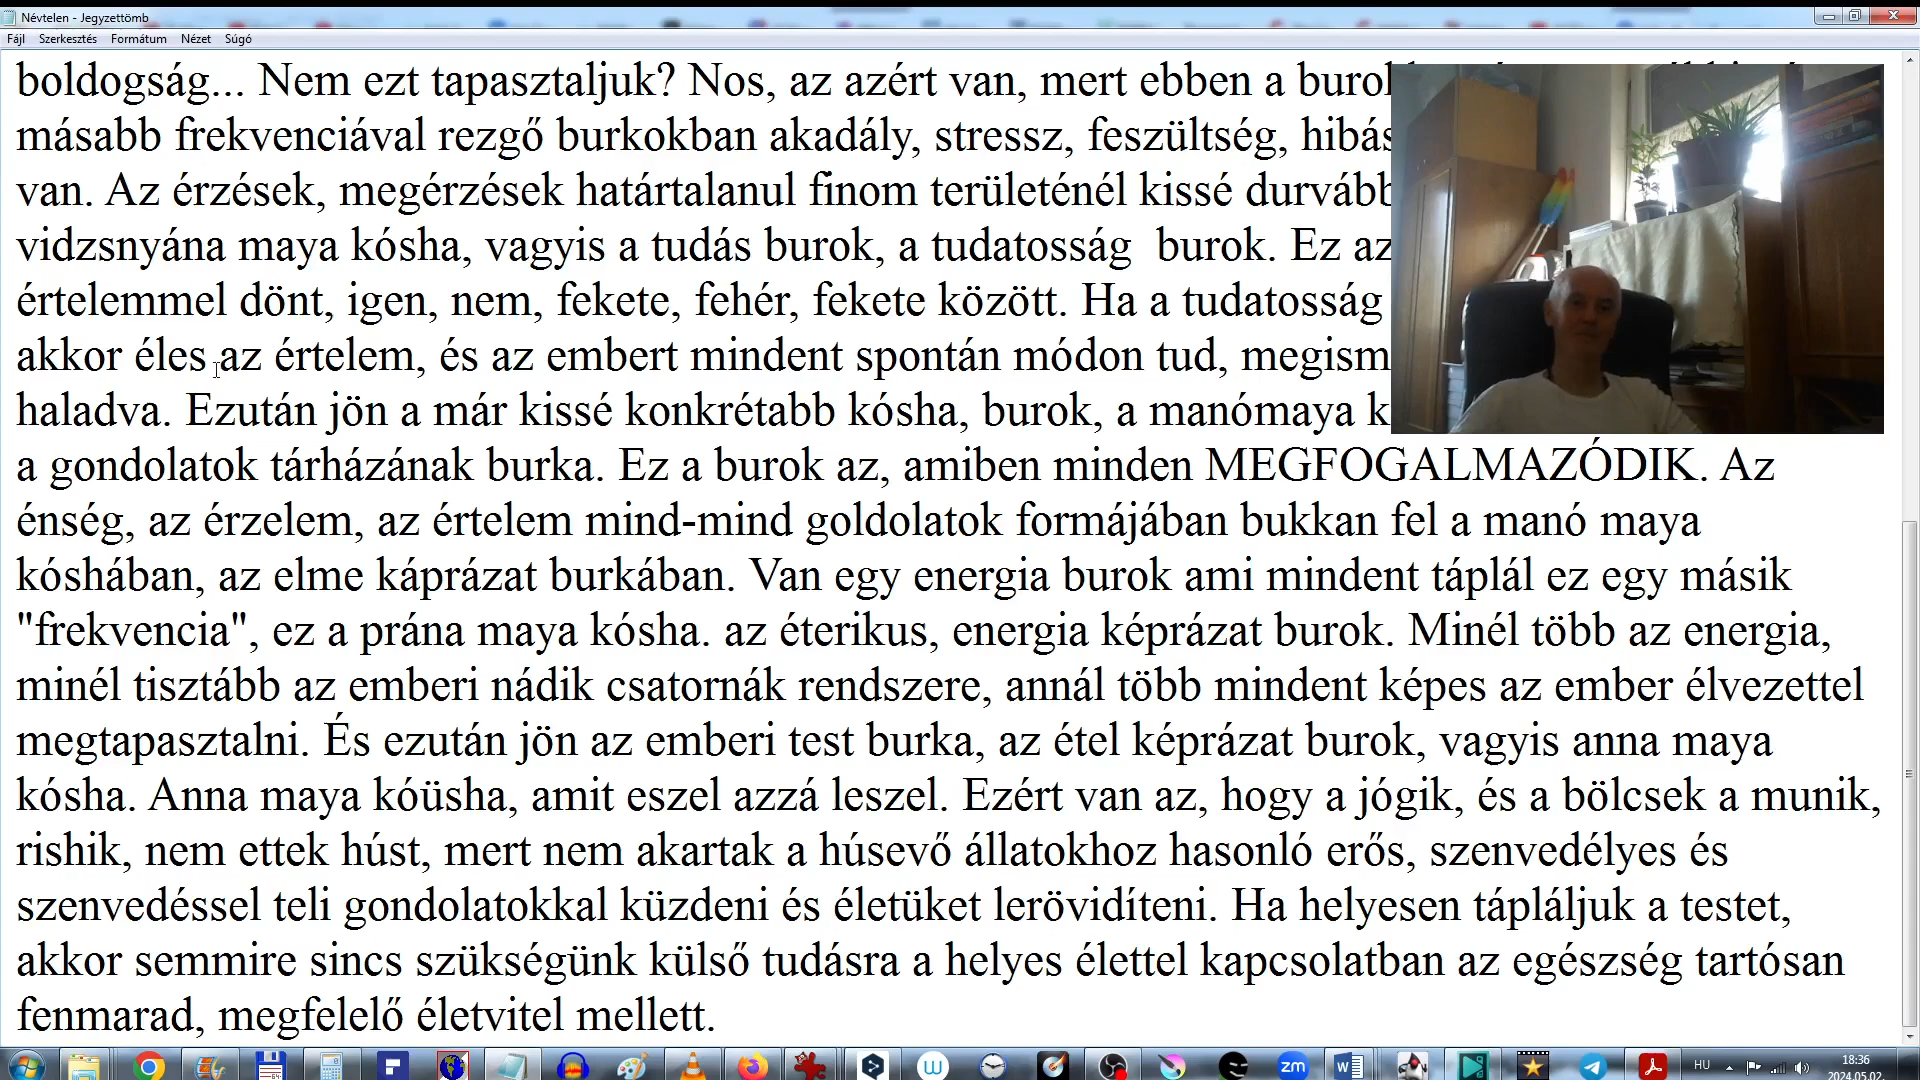 Névtelen - Jegyzettömb
Fájl Szerkesztés Formátum Nézet Súgó
boldogság... Nem ezt tapasztaljuk? Nos, az azért van, mert ebben a
másabb frekvenciával rezgő burkokban akadály, stressz, feszültség,
van. Az érzések, megérzések határtalanul finom területénél kissé
vidzsnyána maya kósha, vagyis a tudás burok, a tudatosság  burok. Ez az
értelemmel dönt, igen, nem, fekete, fehér, fekete között. Ha a tudatosság
akkor éles az értelem, és az embert mindent spontán módon tud,
haladva. Ezután jön a már kissé konkrétabb kósha, burok, a manómaya
a gondolatok tárházának burka. Ez a burok az, amiben minden MEGFOGALMAZÓDIK. Az
énség, az érzelem, az értelem mind-mind goldolatok formájában bukkan fel a manó maya
kóshában, az elme káprázat burkában. Van egy energia burok ami mindent táplál ez egy másik
"frekvencia", ez a prána maya kósha. az éterikus, energia képrázat burok. Minél több az energia,
minél tisztább az emberi nádik csatornák rendszere, annál több mindent képes az ember élvezettel
megtapasztalni. És ezután jön az emberi test burka, az étel képrázat burok, vagyis anna maya
kósha. Anna maya kóüsha, amit eszel azzá leszel. Ezért van az, hogy a jógik, és a bölcsek a munik,
rishik, nem ettek húst, mert nem akartak a húsevő állatokhoz hasonló erős, szenvedélyes és
szenvedéssel teli gondolatokkal küzdeni és életüket lerövidíteni. Ha helyesen tápláljuk a testet,
akkor semmire sincs szükségünk külső tudásra a helyes élettel kapcsolatban az egészség tartósan
fenmarad, megfelelő életvitel mellett.
HU
18:36
2024.05.02.